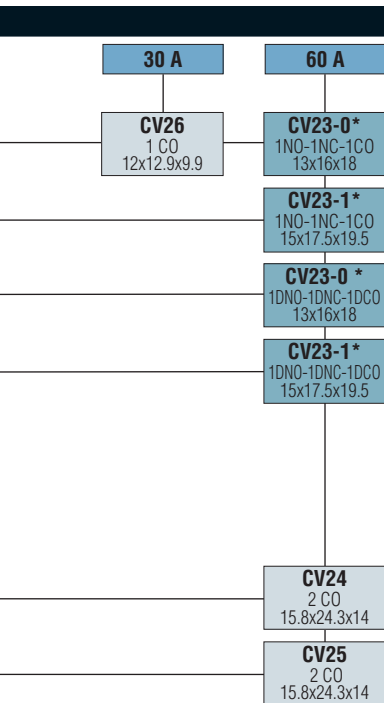 30 A
60 A
CV26
1 CO
12x12.9x9.9
CV23-0*
1NO-1NC-1CO
13x16x18
CV23-1*
1NO-1NC-1CO
15x17.5x19.5
CV23-0 *
1DNO-1DNC-1DCO
13x16x18
CV23-1*
1DNO-1DNC-1DCO
15x17.5x19.5
CV24
2 CO
15.8x24.3x14
CV25
2 CO
15.8x24.3x14